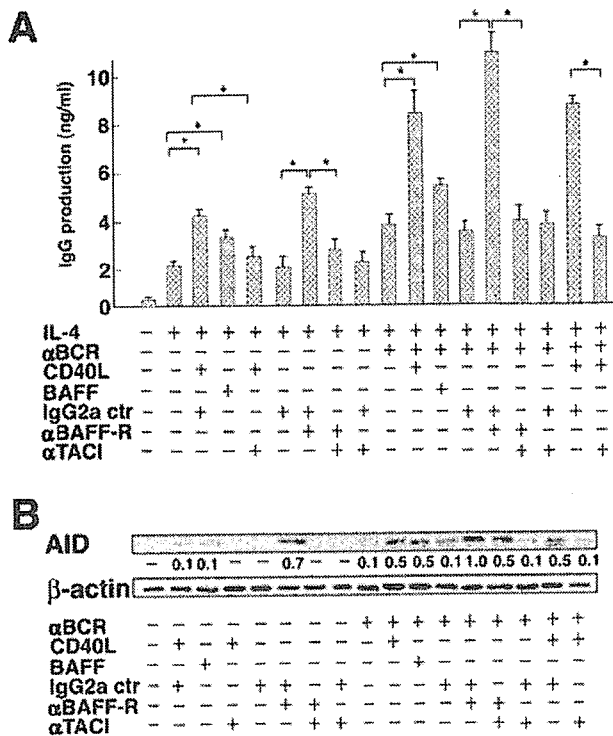 A
* * * * * * * * * * *
IgG production (ng/ml)
10
8
6
4
2
0
IL-4 − + + + + + + + + + + + + + + + + +
αBCR − − − − − − − − − + + + + + + + + +
CD40L − − + − + − − − − − + − − − − − + +
BAFF − − − + − − − − − − − + − − − − − −
IgG2a ctr − − + − − + + − + − − − + + − + + −
αBAFF-R − − − − − − + + − − − − − + + − − −
αTACI − − − − + − − + + − − − − − + + − +
B
AID
− 0.1 0.1 − − 0.7 − − 0.1 0.5 0.5 0.1 1.0 0.5 0.1 0.5 0.1
β-actin
αBCR − − − − − − − − + + + + + + + + +
CD40L − + − + − − − − − + − − − − − + +
BAFF − − + − − − − − − − + − − − − − −
IgG2a ctr − + − − + + − + − − − + + − + + −
αBAFF-R − − − − − + + − − − − − + + − − −
αTACI − − − + − − + + − − − − − + + − +